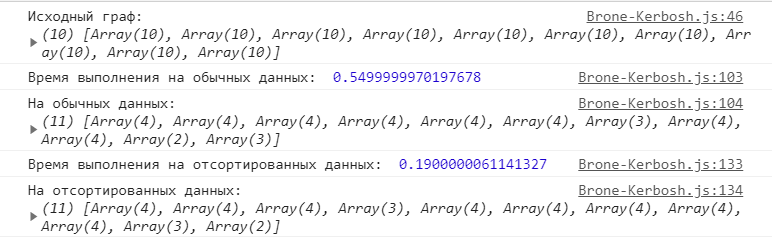 Исходный граф: Brone-Kerbosh.js:46
(10) [Array(10), Array(10), Array(10), Array(10), Array(10), Array(10), Array(10), Arr
ay(10), Array(10), Array(10)]
Время выполнения на обычных данных: 0.5499999970197678 Brone-Kerbosh.js:103
На обычных данных: Brone-Kerbosh.js:104
(11) [Array(4), Array(4), Array(4), Array(4), Array(4), Array(4), Array(3), Array(4),
Array(4), Array(2), Array(3)]
Время выполнения на отсортированных данных: 0.1900000061141327 Brone-Kerbosh.js:133
На отсортированных данных: Brone-Kerbosh.js:134
(11) [Array(4), Array(4), Array(4), Array(3), Array(4), Array(4), Array(4), Array(4),
Array(4), Array(3), Array(2)]